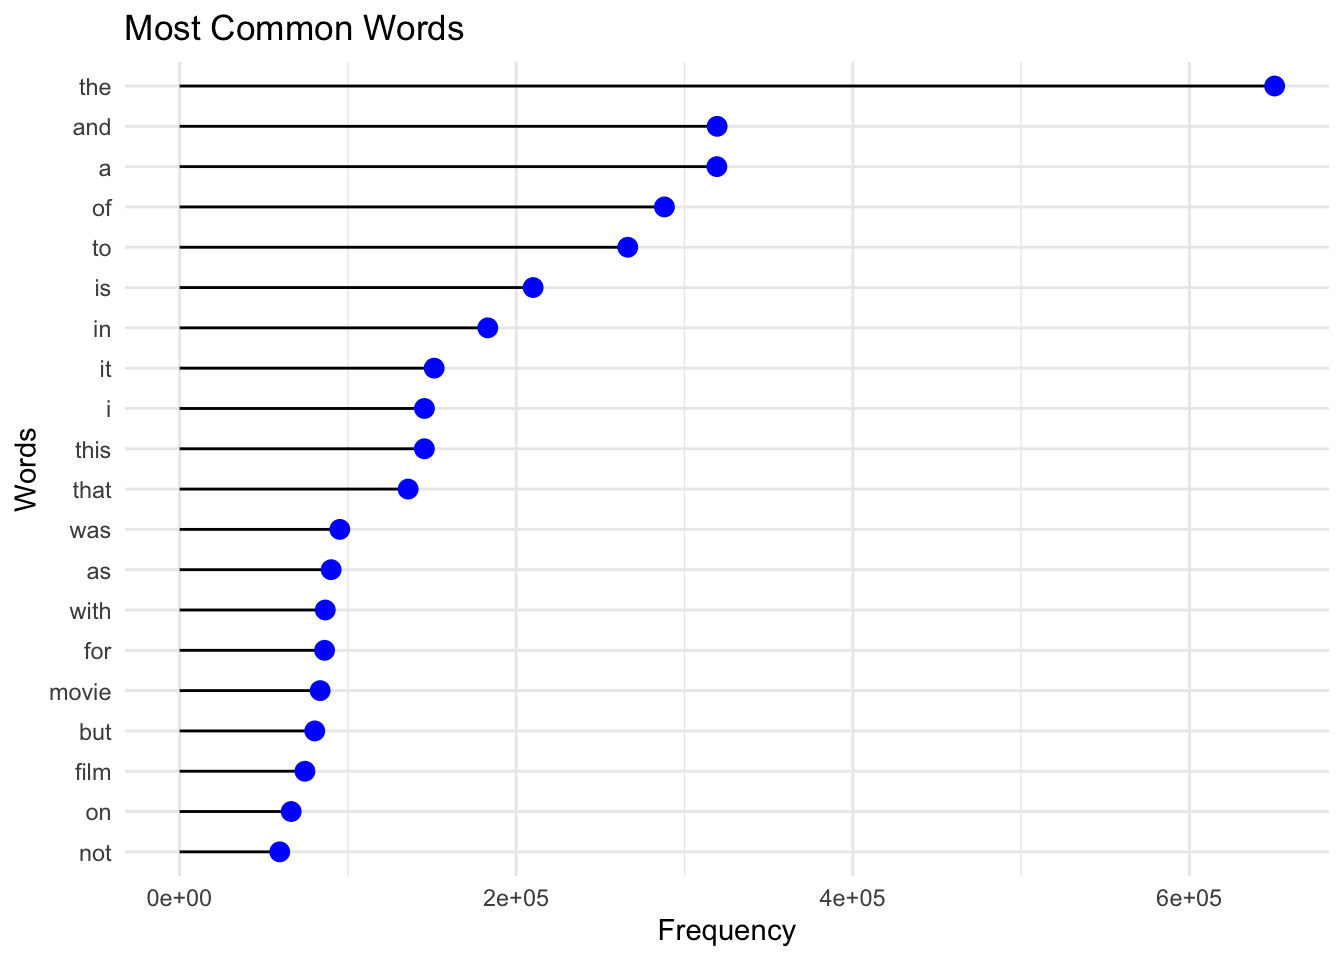 Most Common Words
the
and
a
of
to
is
in
it
i
this
that
was
as
with
for
movie
but
film
on
not
Words
0e+00 2e+05 4e+05 6e+05
Frequency